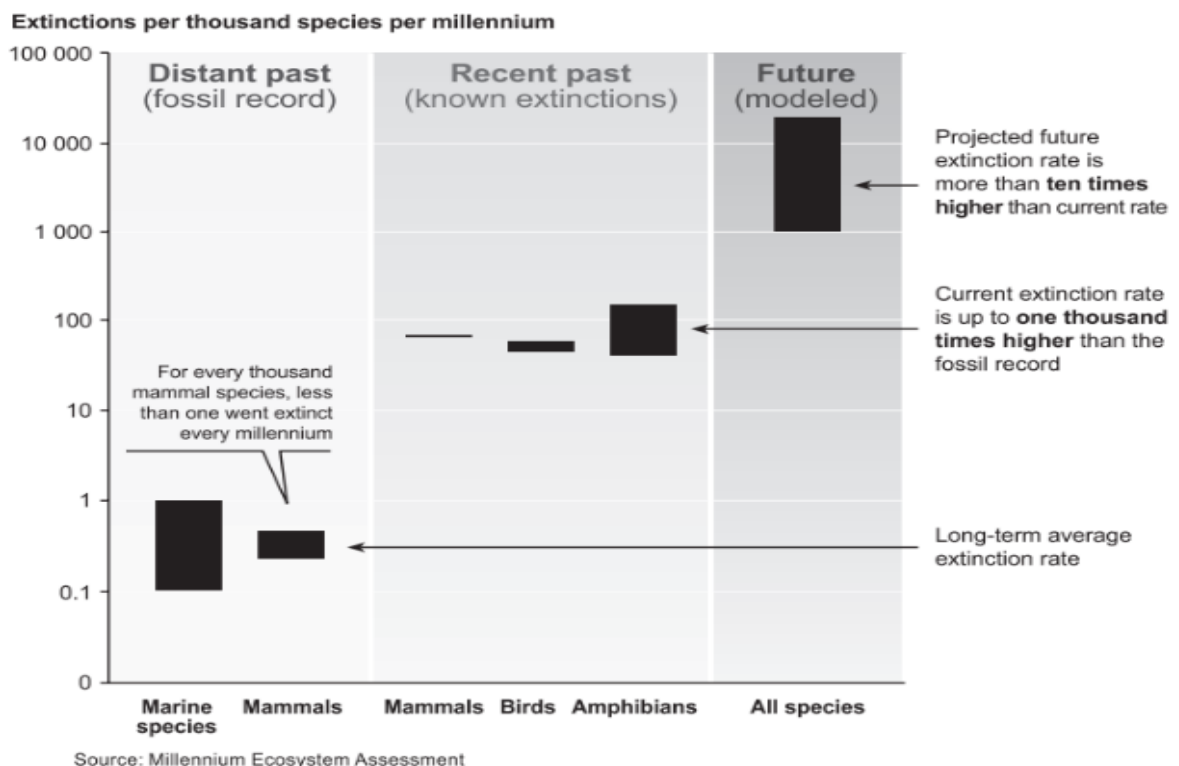 Extinctions per thousand species per millennium
100 000
10 000
1 000
100
10
1
0.1
0
Distant past
(fossil record)
Recent past
(known extinctions)
Future
(modeled)
For every thousand
mammal species, less
than one went extinct
every millennium
Projected future
extinction rate is
more than ten times
higher than current rate
Current extinction rate
is up to one thousand
times higher than the
fossil record
Long-term average
extinction rate
Marine
species
Mammals
Mammals
Birds
Amphibians
All species
Source: Millennium Ecosystem Assessment